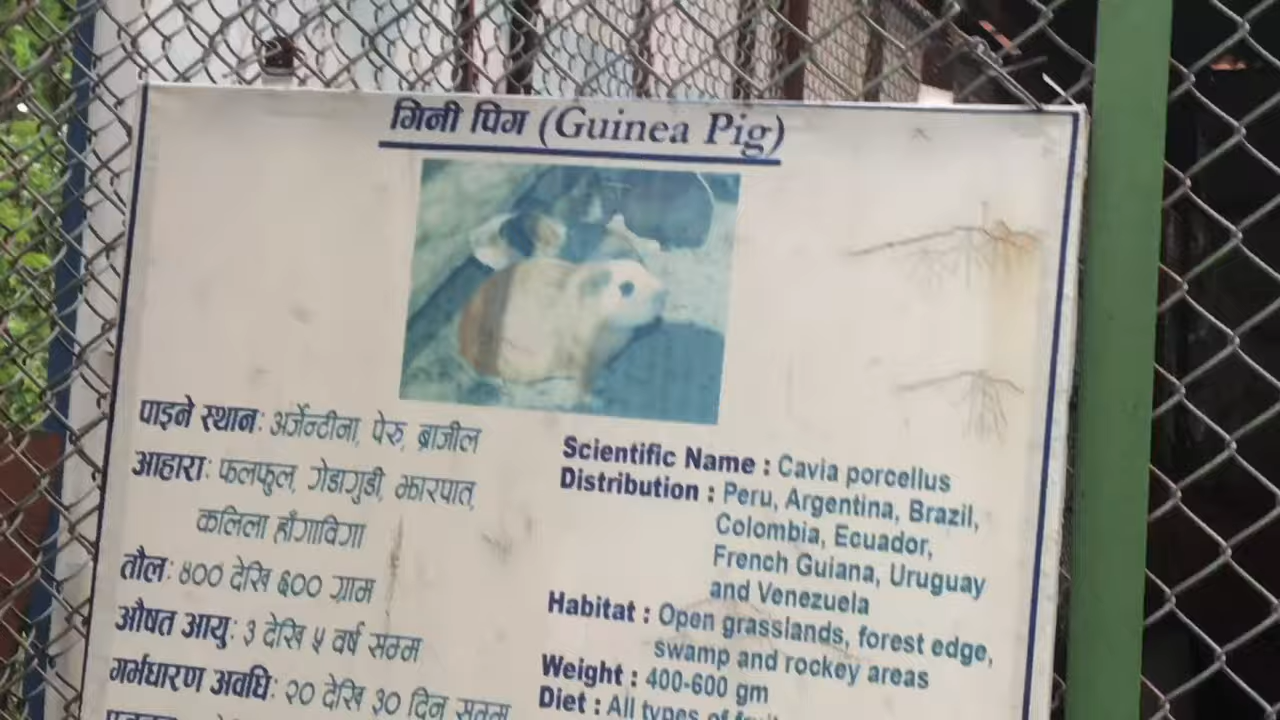 गिनी पिग (Guinea Pig)
पाइने स्थान: अर्जेन्टीना, पेरु, ब्राजील
आहारा: फलफुल, गेडागुडी, झारपात,
कलिला हाँगाविगा
तौल: ४०० देखि ६०० ग्राम
औषत आयु: ३ देखि ५ वर्ष सम्म
गर्भधारण अवधि: २० देखि ३० दिन सम्म
Scientific Name : Cavia porcellus
Distribution : Peru, Argentina, Brazil,
Colombia, Ecuador,
French Guiana, Uruguay
and Venezuela
Habitat : Open grasslands, forest edge,
swamp and rockey areas
Weight : 400-600 gm
Diet : All types of